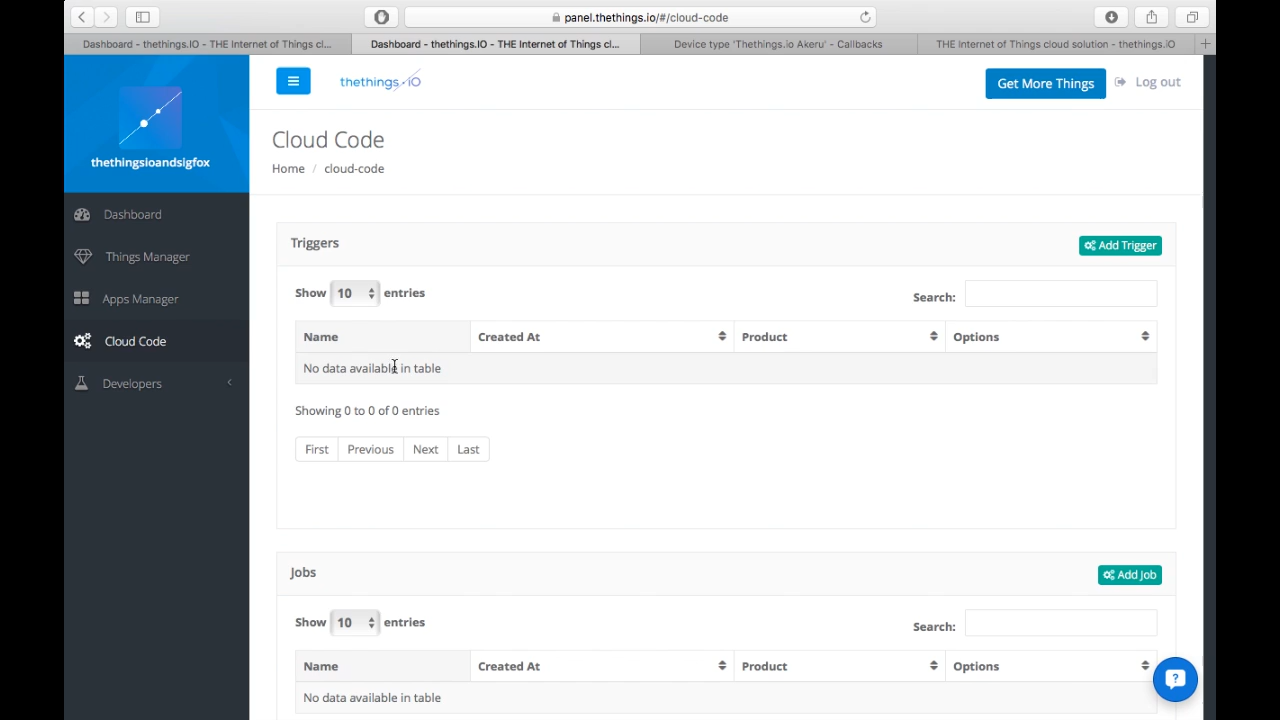 panel.thethings.io/#/cloud-code
Dashboard - thethings.IO - THE Internet of Things cl...
Dashboard - thethings.IO - THE Internet of Things cl...
Device type 'Thethings.io Akeru' - Callbacks
THE Internet of Things cloud solution - thethings.iO
thethingsioandsigfox
Dashboard
Things Manager
Apps Manager
Cloud Code
Developers
thethings.iO
Get More Things
Log out
Cloud Code
Home / cloud-code
Triggers
Add Trigger
Show 10 entries
Search:
Name Created At Product Options
No data available in table
Showing 0 to 0 of 0 entries
First Previous Next Last
Jobs
Add Job
Show 10 entries
Search:
Name Created At Product Options
No data available in table